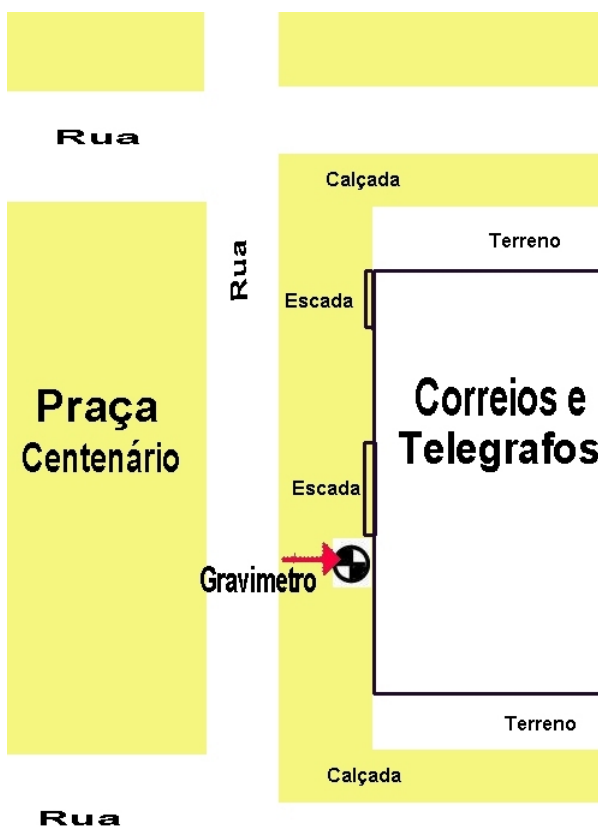 Rua
Calçada
Terreno
Rua
Escada
Praça
Centenário
Correios e
Telegrafos
Escada
Gravimetro
Terreno
Calçada
Rua